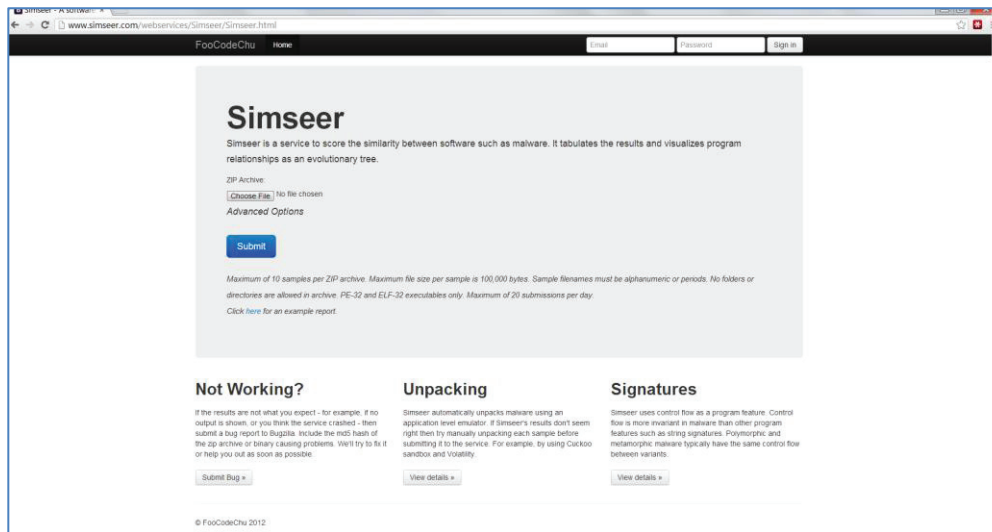 Simseer - A software
www.simseer.com/webservices/Simseer/Simseer.html
FooCodeChu Home Email Password Sign in
Simseer
Simseer is a service to score the similarity between software such as malware. It tabulates the results and visualizes program
relationships as an evolutionary tree.
ZIP Archive:
Choose File No file chosen
Advanced Options
Submit
Maximum of 10 samples per ZIP archive. Maximum file size per sample is 100,000 bytes. Sample filenames must be alphanumeric or periods. No folders or
directories are allowed in archive. PE-32 and ELF-32 executables only. Maximum of 20 submissions per day.
Click here for an example report.
Not Working?
If the results are not what you expect - for example, if no
output is shown, or you think the service crashed - then
submit a bug report to Bugzilla. Include the md5 hash of
the zip archive or binary causing problems. We'll try to fix it
or help you out as soon as possible.
Submit Bug »
Unpacking
Simseer automatically unpacks malware using an
application level emulator. If Simseer's results don't seem
right then try manually unpacking each sample before
submitting it to the service. For example, by using Cuckoo
sandbox and Volatility.
View details »
Signatures
Simseer uses control flow as a program feature. Control
flow is more invariant in malware than other program
features such as string signatures. Polymorphic and
metamorphic malware typically have the same control flow
between variants.
View details »
© FooCodeChu 2012